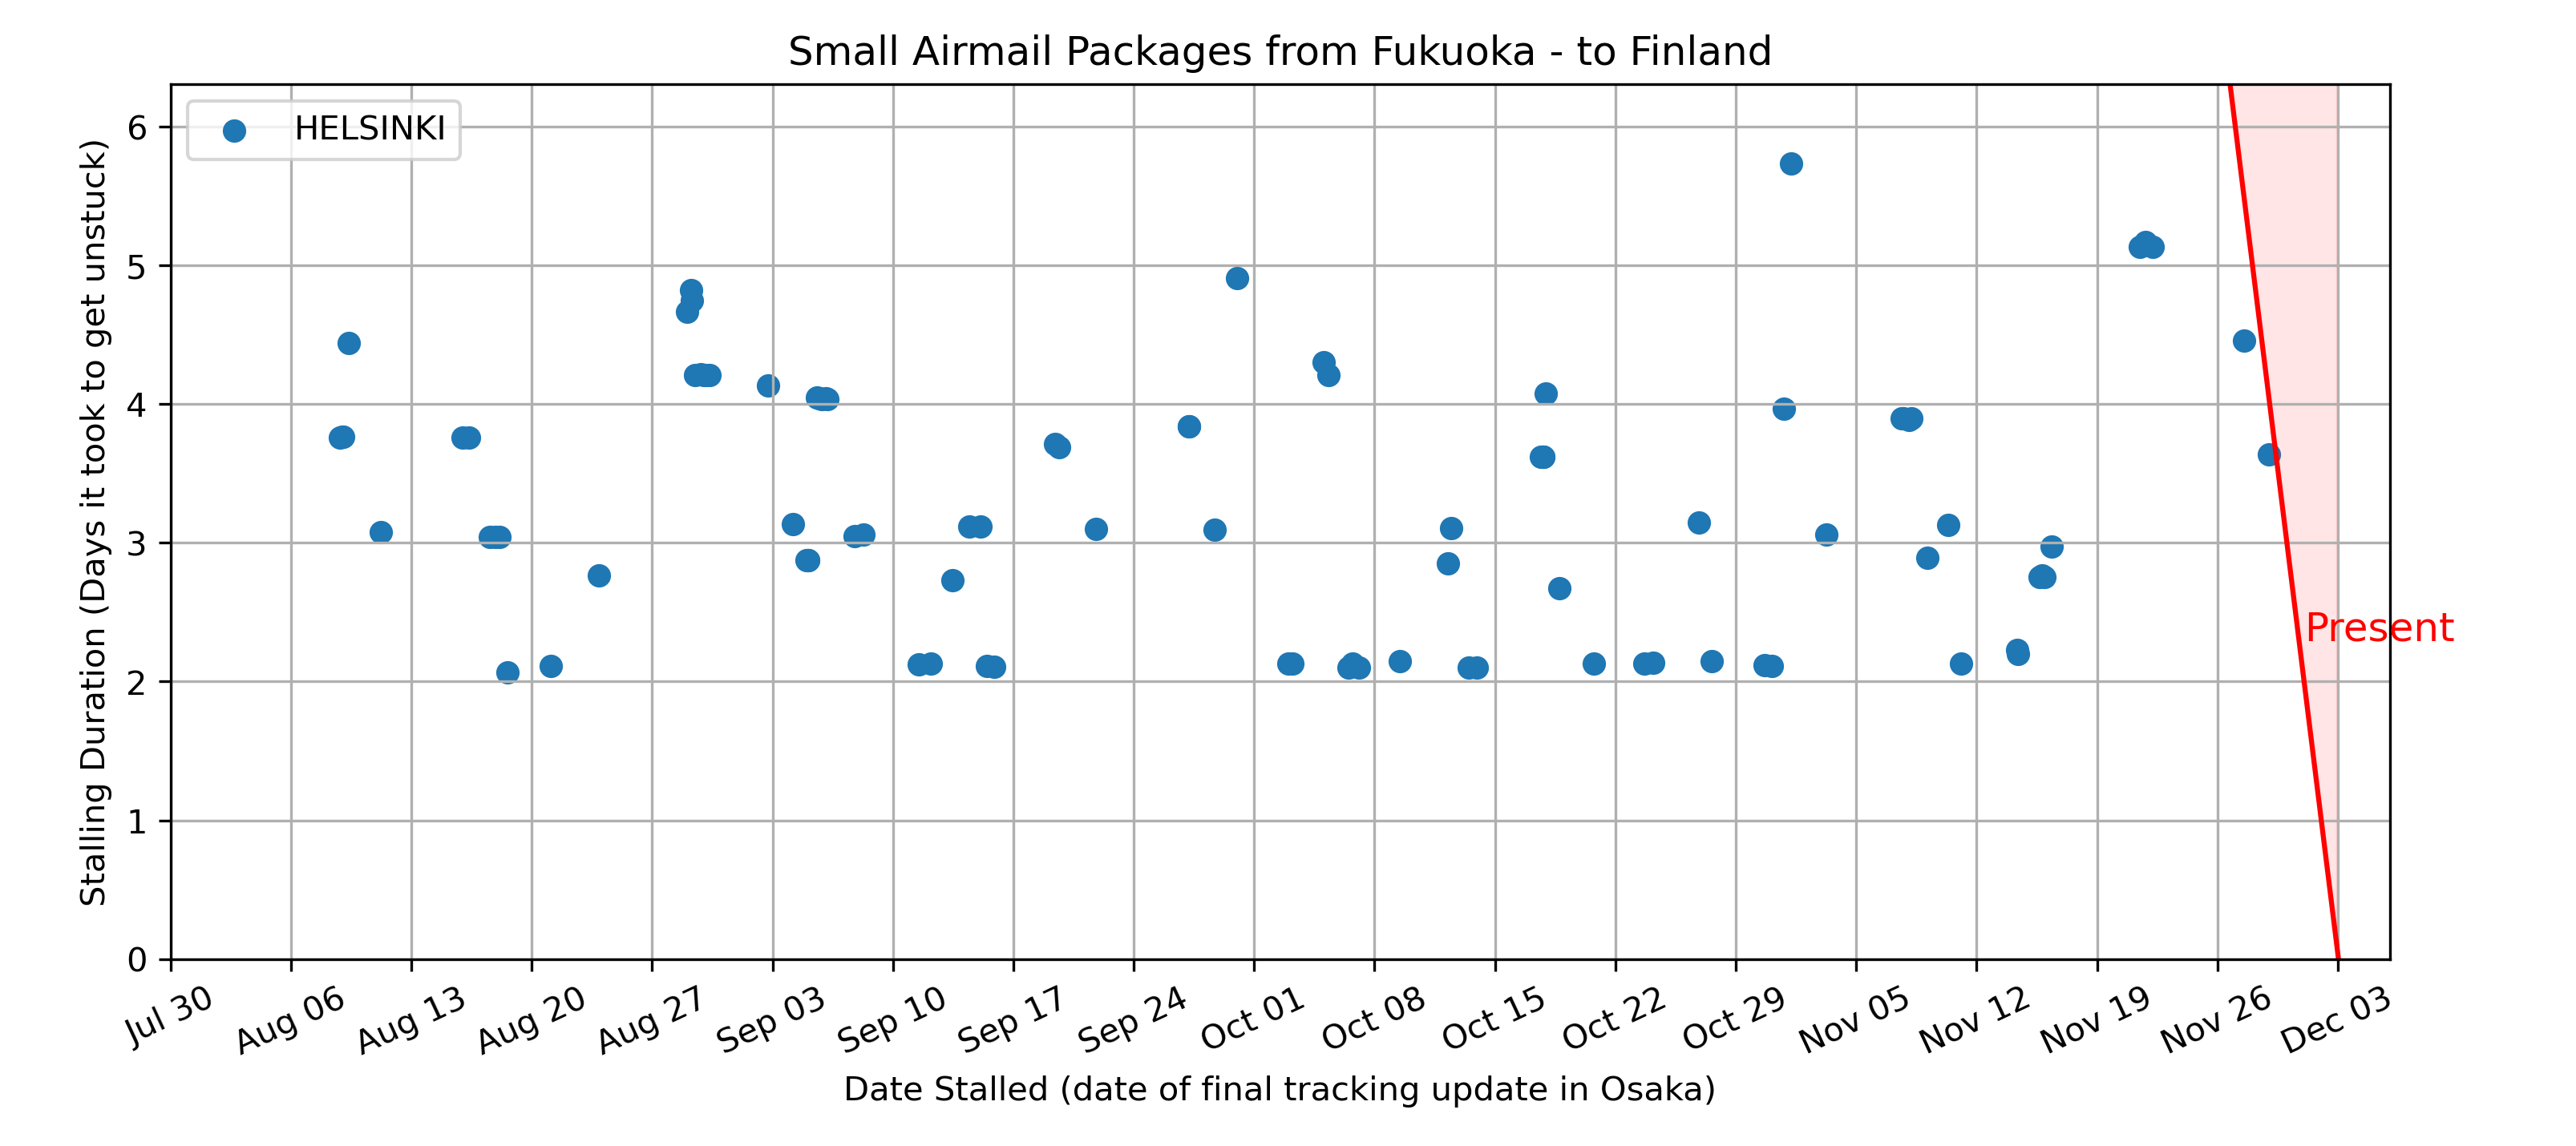 Small Airmail Packages from Fukuoka - to Finland
HELSINKI
Stalling Duration (Days it took to get unstuck)
6
5
4
3
2
1
0
Present
Jul 30
Aug 06
Aug 13
Aug 20
Aug 27
Sep 03
Sep 10
Sep 17
Sep 24
Oct 01
Oct 08
Oct 15
Oct 22
Oct 29
Nov 05
Nov 12
Nov 19
Nov 26
Dec 03
Date Stalled (date of final tracking update in Osaka)